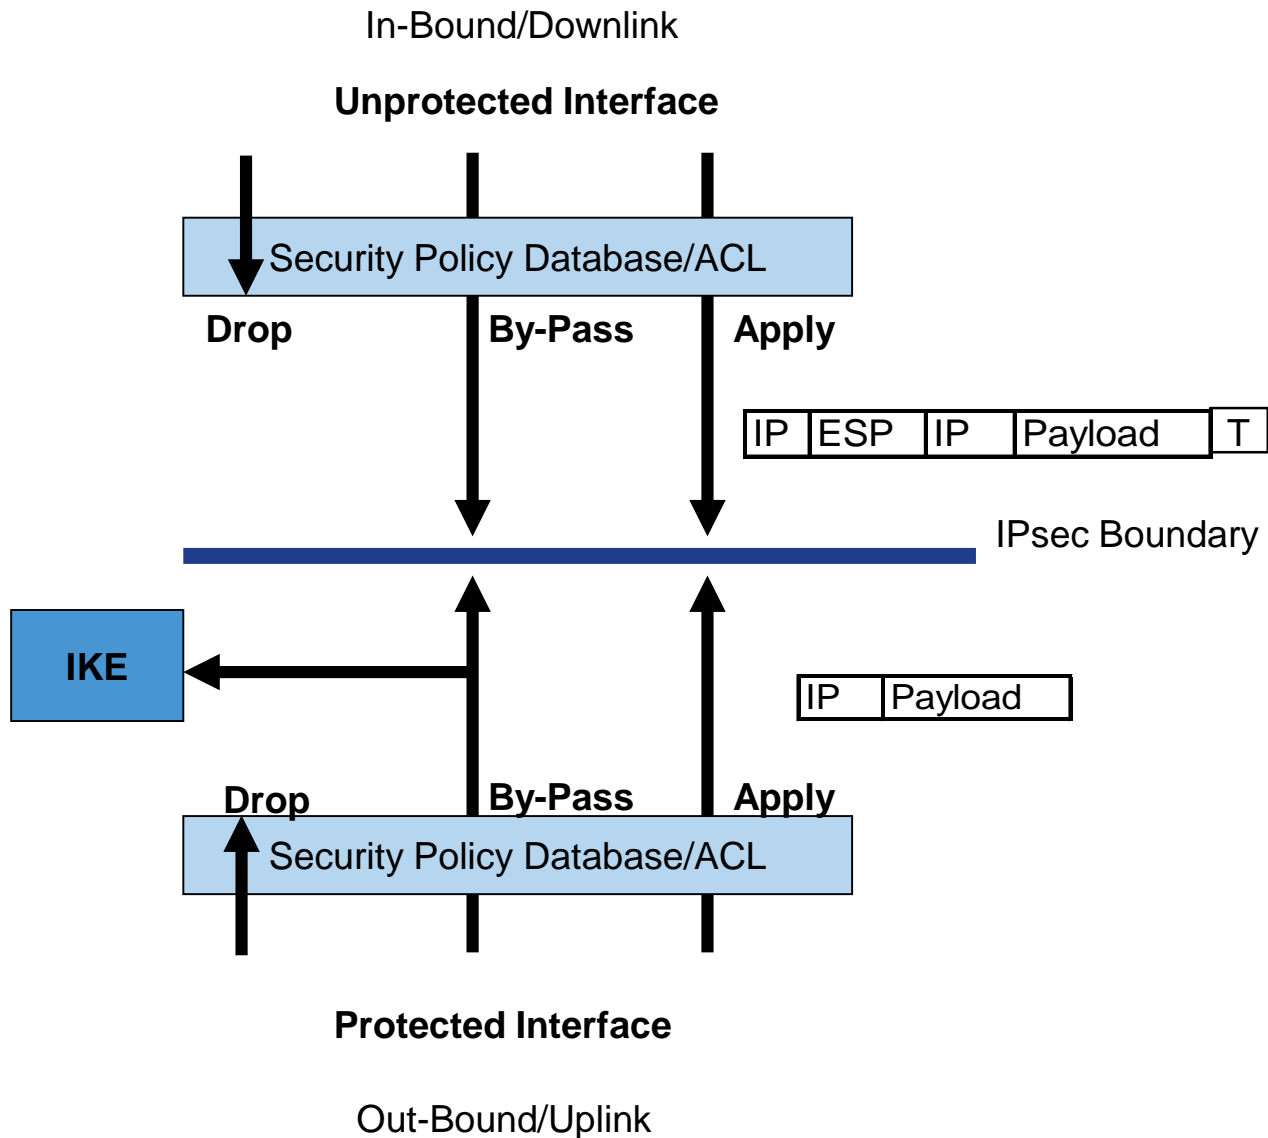 In-Bound/Downlink
Unprotected Interface
Security Policy Database/ACL
Drop By-Pass Apply
IP ESP IP Payload T
IPsec Boundary
IKE
IP Payload
Drop By-Pass Apply
Security Policy Database/ACL
Protected Interface
Out-Bound/Uplink